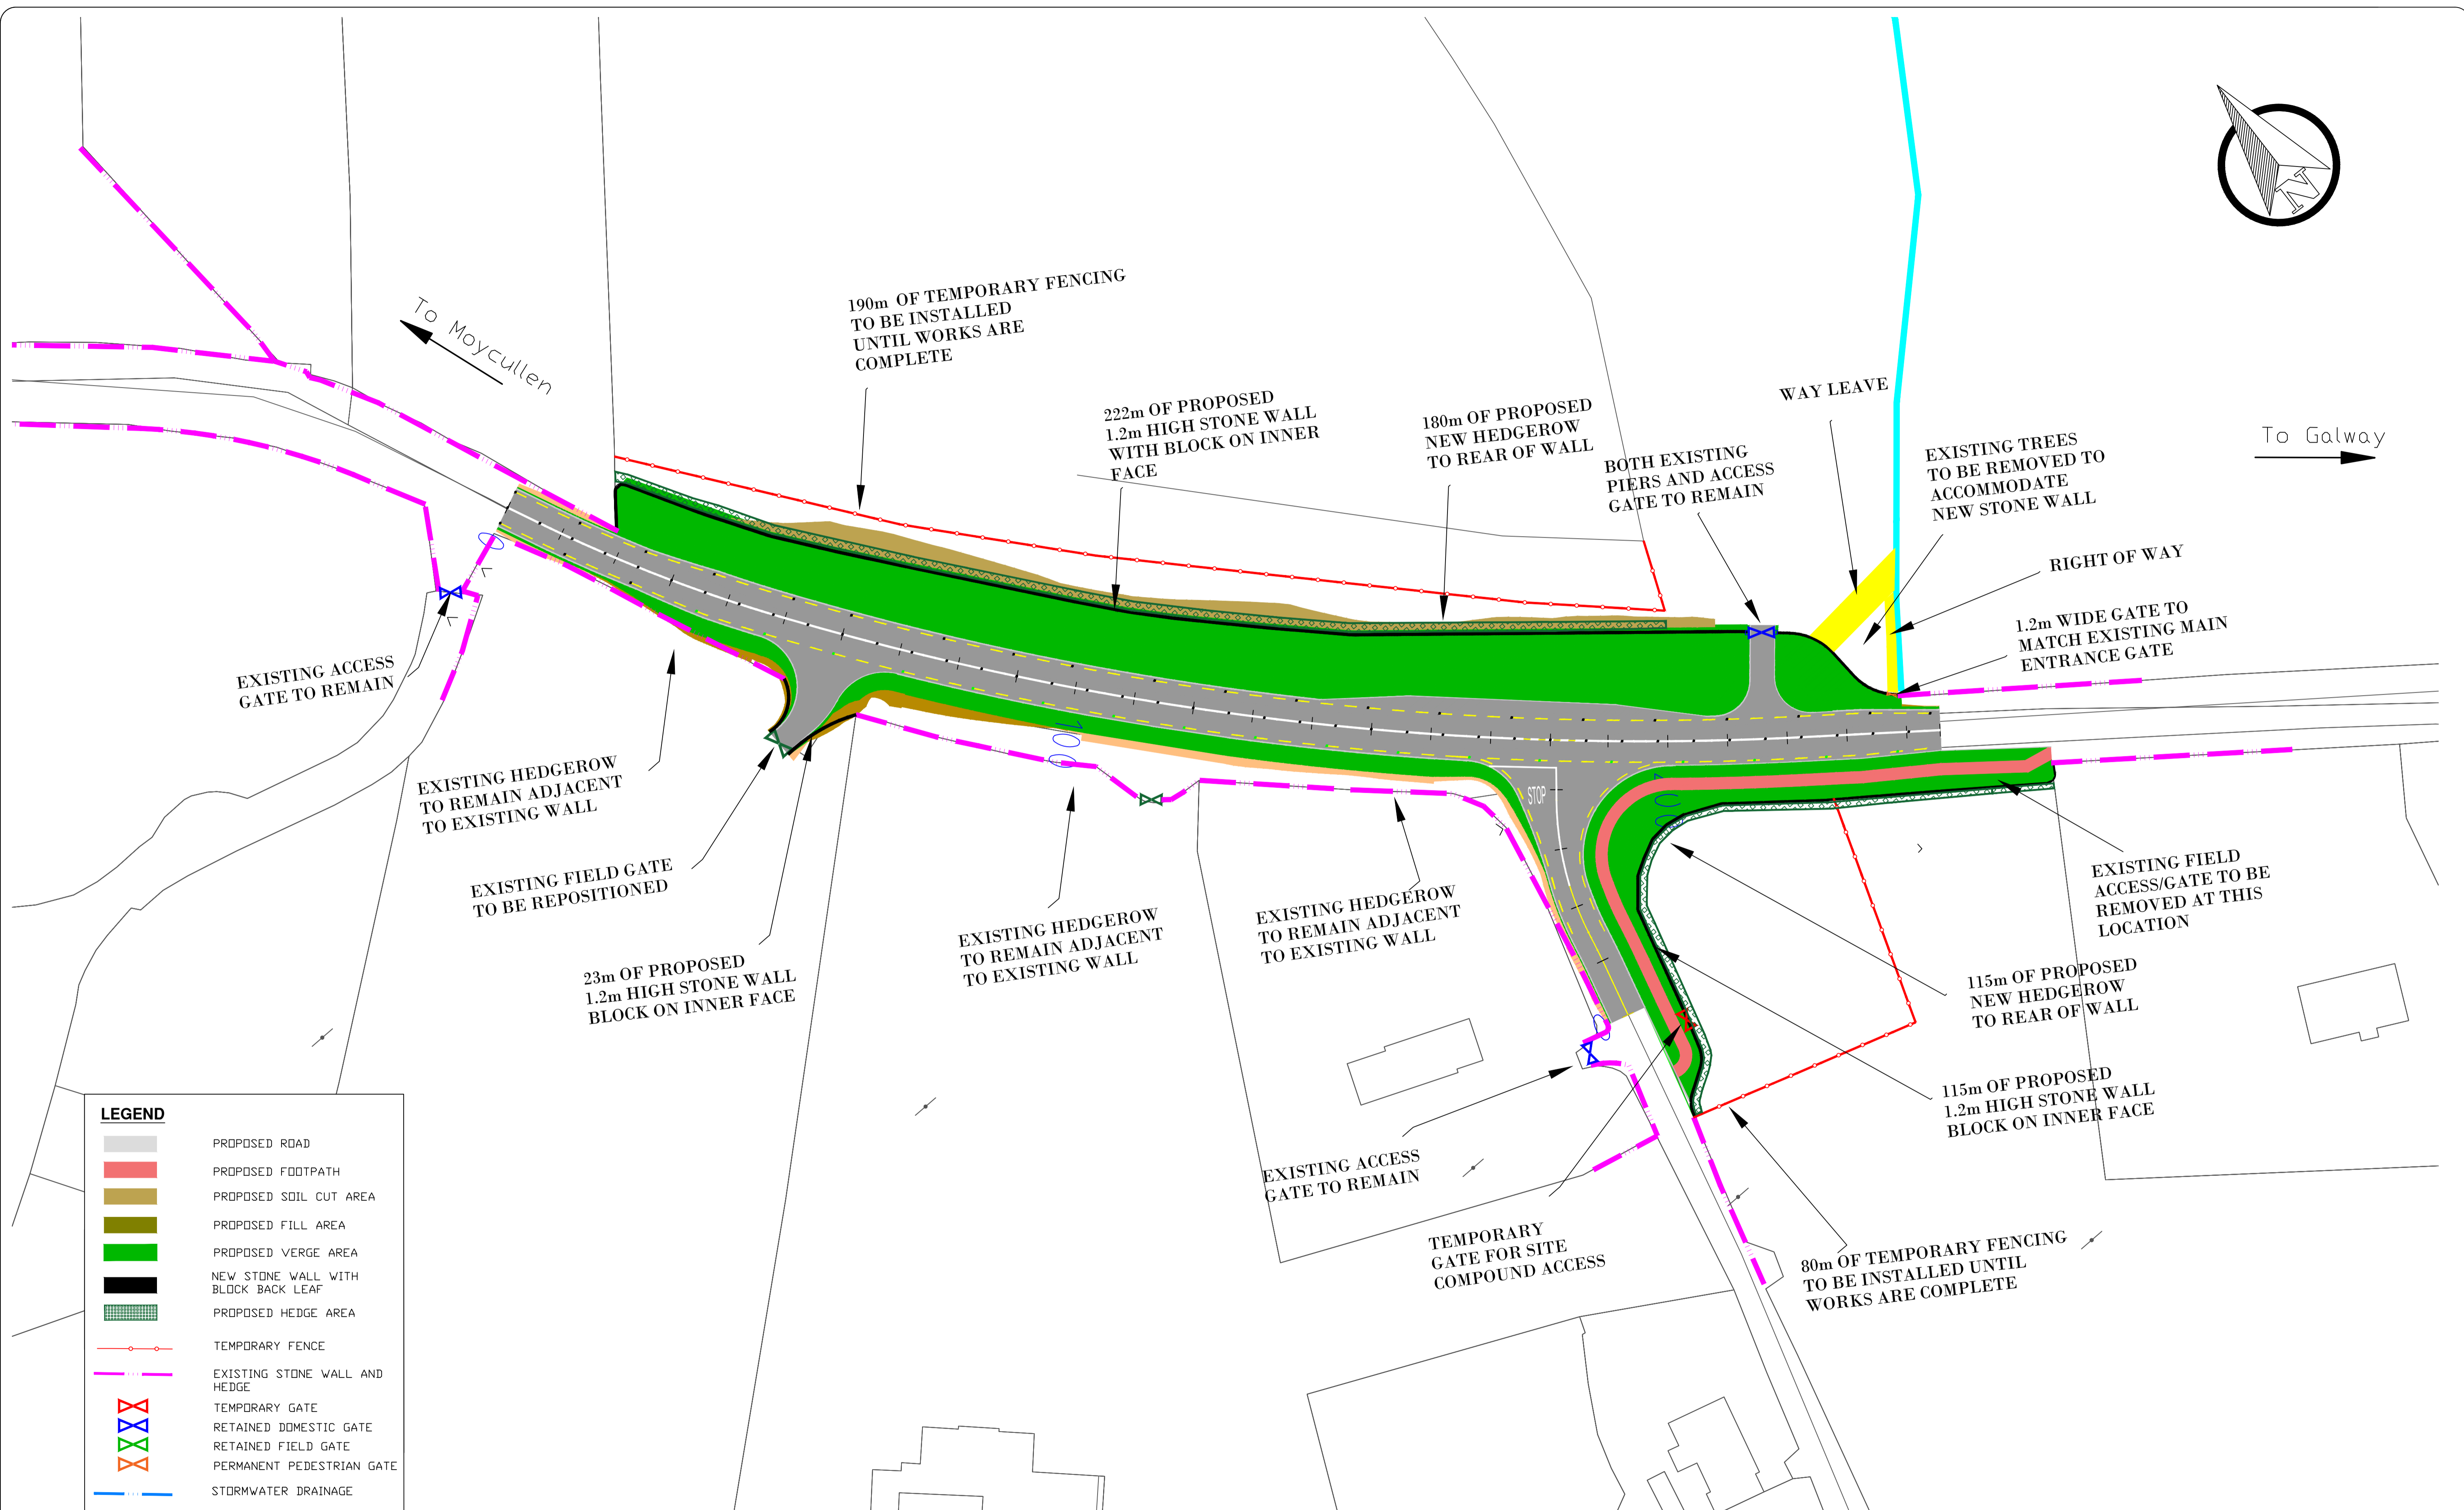 N
To Moycullen
190m OF TEMPORARY FENCING
TO BE INSTALLED
UNTIL WORKS ARE
COMPLETE
222m OF PROPOSED
1.2m HIGH STONE WALL
WITH BLOCK ON INNER
FACE
180m OF PROPOSED
NEW HEDGEROW
TO REAR OF WALL
BOTH EXISTING
PIERS AND ACCESS
GATE TO REMAIN
WAY LEAVE
EXISTING TREES
TO BE REMOVED TO
ACCOMMODATE
NEW STONE WALL
To Galway
RIGHT OF WAY
1.2m WIDE GATE TO
MATCH EXISTING MAIN
ENTRANCE GATE
EXISTING ACCESS
GATE TO REMAIN
EXISTING HEDGEROW
TO REMAIN ADJACENT
TO EXISTING WALL
EXISTING FIELD GATE
TO BE REPOSITIONED
23m OF PROPOSED
1.2m HIGH STONE WALL
BLOCK ON INNER FACE
EXISTING HEDGEROW
TO REMAIN ADJACENT
TO EXISTING WALL
EXISTING HEDGEROW
TO REMAIN ADJACENT
TO EXISTING WALL
STOP
EXISTING FIELD
ACCESS/GATE TO BE
REMOVED AT THIS
LOCATION
115m OF PROPOSED
NEW HEDGEROW
TO REAR OF WALL
115m OF PROPOSED
1.2m HIGH STONE WALL
BLOCK ON INNER FACE
EXISTING ACCESS
GATE TO REMAIN
TEMPORARY
GATE FOR SITE
COMPOUND ACCESS
80m OF TEMPORARY FENCING
TO BE INSTALLED UNTIL
WORKS ARE COMPLETE
LEGEND
PROPOSED ROAD
PROPOSED FOOTPATH
PROPOSED SOIL CUT AREA
PROPOSED FILL AREA
PROPOSED VERGE AREA
NEW STONE WALL WITH
BLOCK BACK LEAF
PROPOSED HEDGE AREA
TEMPORARY FENCE
EXISTING STONE WALL AND
HEDGE
TEMPORARY GATE
RETAINED DOMESTIC GATE
RETAINED FIELD GATE
PERMANENT PEDESTRIAN GATE
STORMWATER DRAINAGE